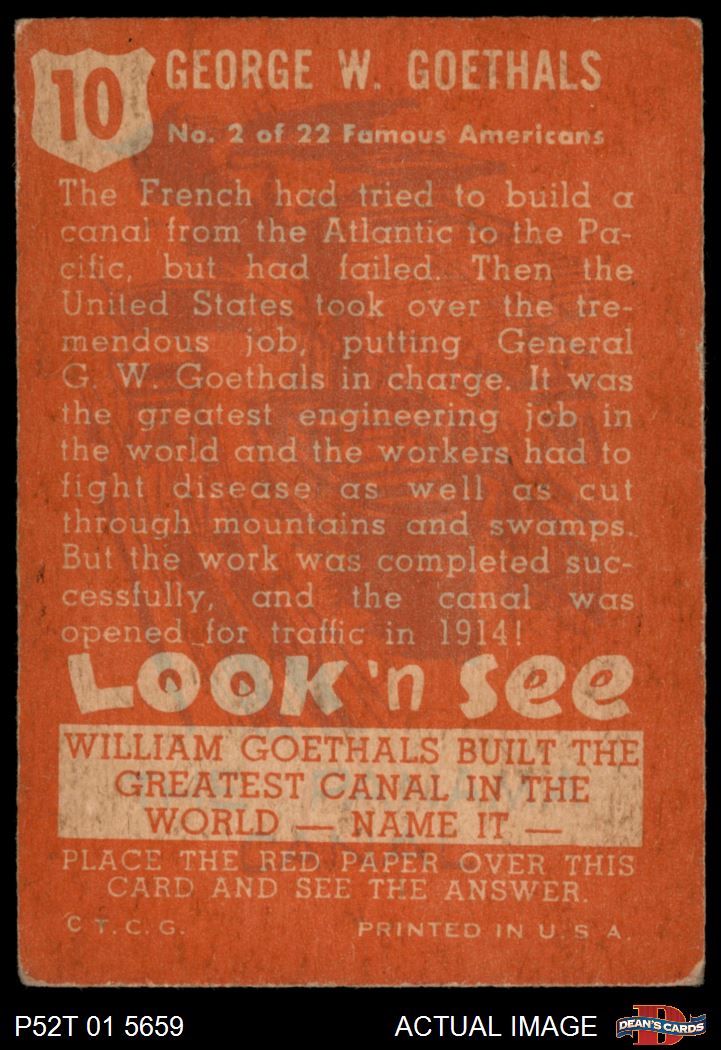 10
GEORGE W. GOETHALS
No. 2 of 22 Famous Americans
The French had tried to build a
canal from the Atlantic to the Pa-
cific, but had failed. Then the
United States took over the tre-
mendous job, putting General
G. W. Goethals in charge. It was
the greatest engineering job in
the world and the workers had to
fight disease as well as cut
through mountains and swamps.
But the work was completed suc-
cessfully, and the canal was
opened for traffic in 1914!
LOOK 'n SEE
WILLIAM GOETHALS BUILT THE
GREATEST CANAL IN THE
WORLD — NAME IT —
PLACE THE RED PAPER OVER THIS
CARD AND SEE THE ANSWER.
C T. C. G. PRINTED IN U. S A.
P52T 01 5659 ACTUAL IMAGE D DEAN'S CARDS